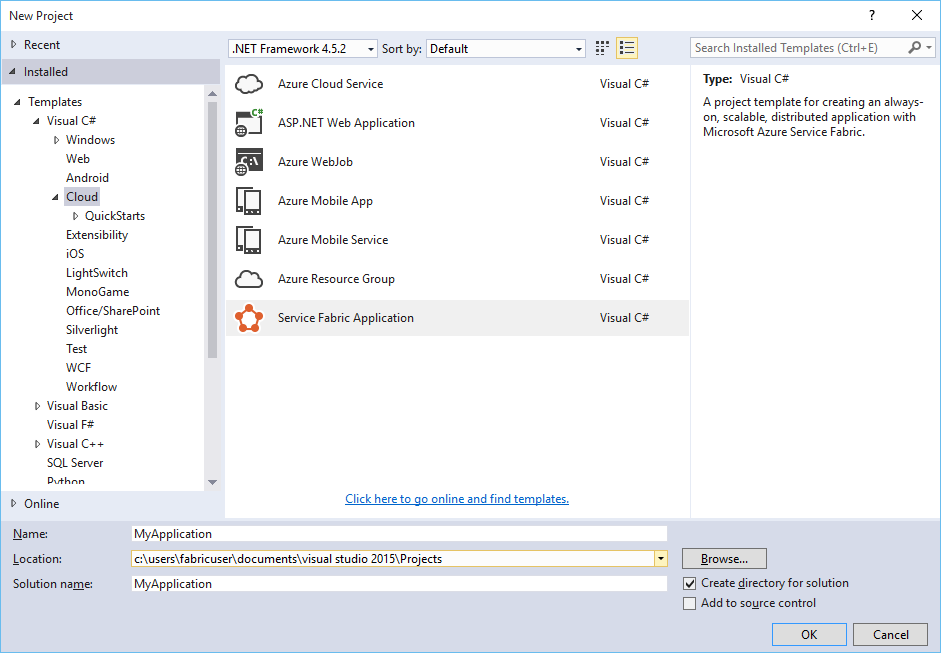 New Project
? 
Recent
Installed
.NET Framework 4.5.2 Sort by: Default
Search Installed Templates (Ctrl+E)
Templates
Visual C#
Windows
Web
Android
Cloud
QuickStarts
Extensibility
iOS
LightSwitch
MonoGame
Office/SharePoint
Silverlight
Test
WCF
Workflow
Visual Basic
Visual F#
Visual C++
SQL Server
Python
Online
Azure Cloud Service Visual C#
C#
ASP.NET Web Application Visual C#
C:\
Azure WebJob Visual C#
Azure Mobile App Visual C#
Azure Mobile Service Visual C#
Azure Resource Group Visual C#
Service Fabric Application Visual C#
Click here to go online and find templates.
Type: Visual C#
A project template for creating an always-
on, scalable, distributed application with
Microsoft Azure Service Fabric.
Name: MyApplication
Location: c:\users\fabricuser\documents\visual studio 2015\Projects
Browse...
Solution name: MyApplication
Create directory for solution
Add to source control
OK Cancel